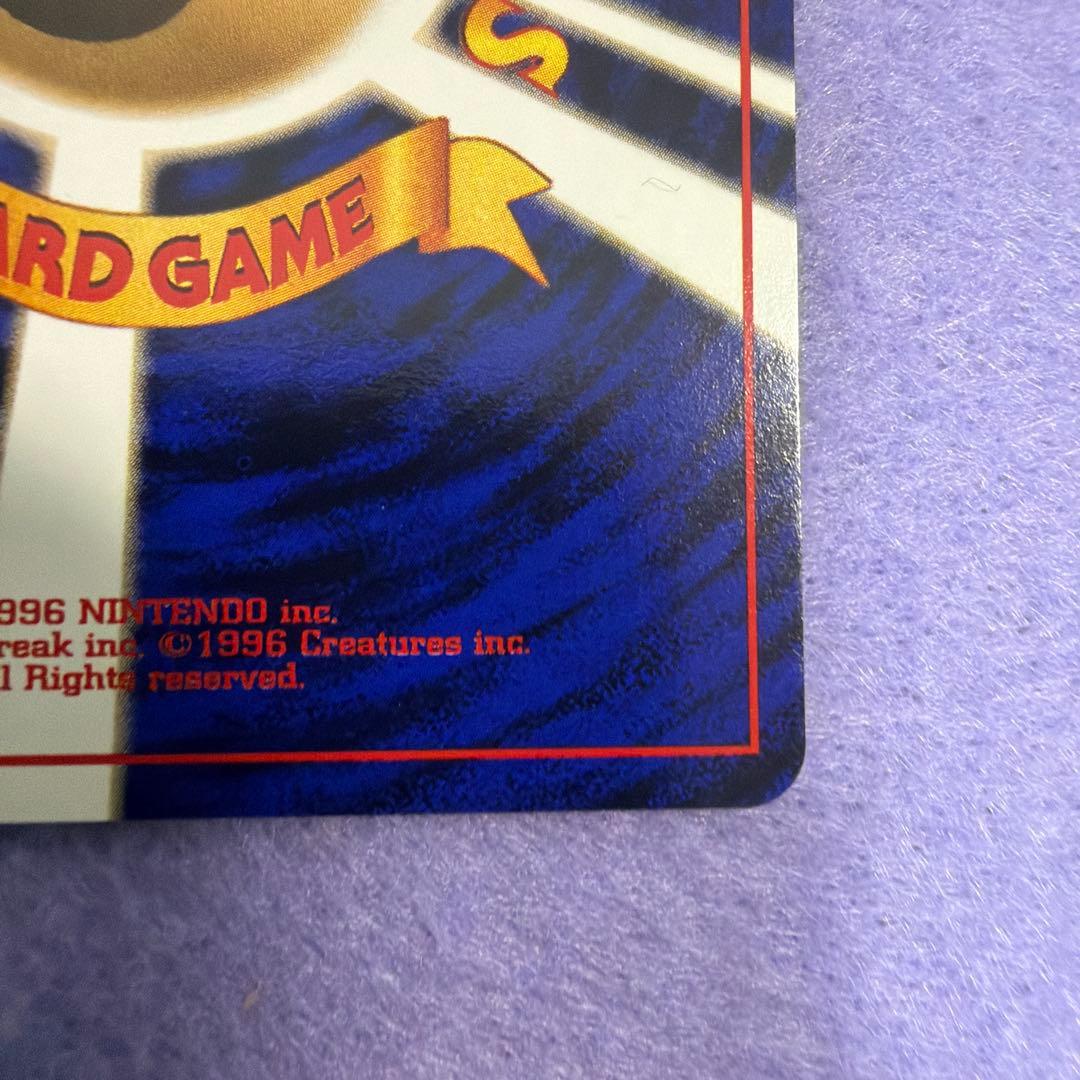 S
ARD GAME
996 NINTENDO inc.
reak inc. ©1996 Creatures inc.
l Rights reserved.